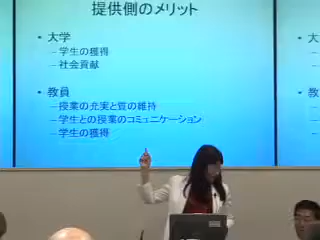 提供側のメリット
• 大学
– 学生の獲得
– 社会貢献
• 教員
– 授業の充実と質の維持
– 学生との授業のコミュニケーション
– 学生の獲得
• 大
• 教